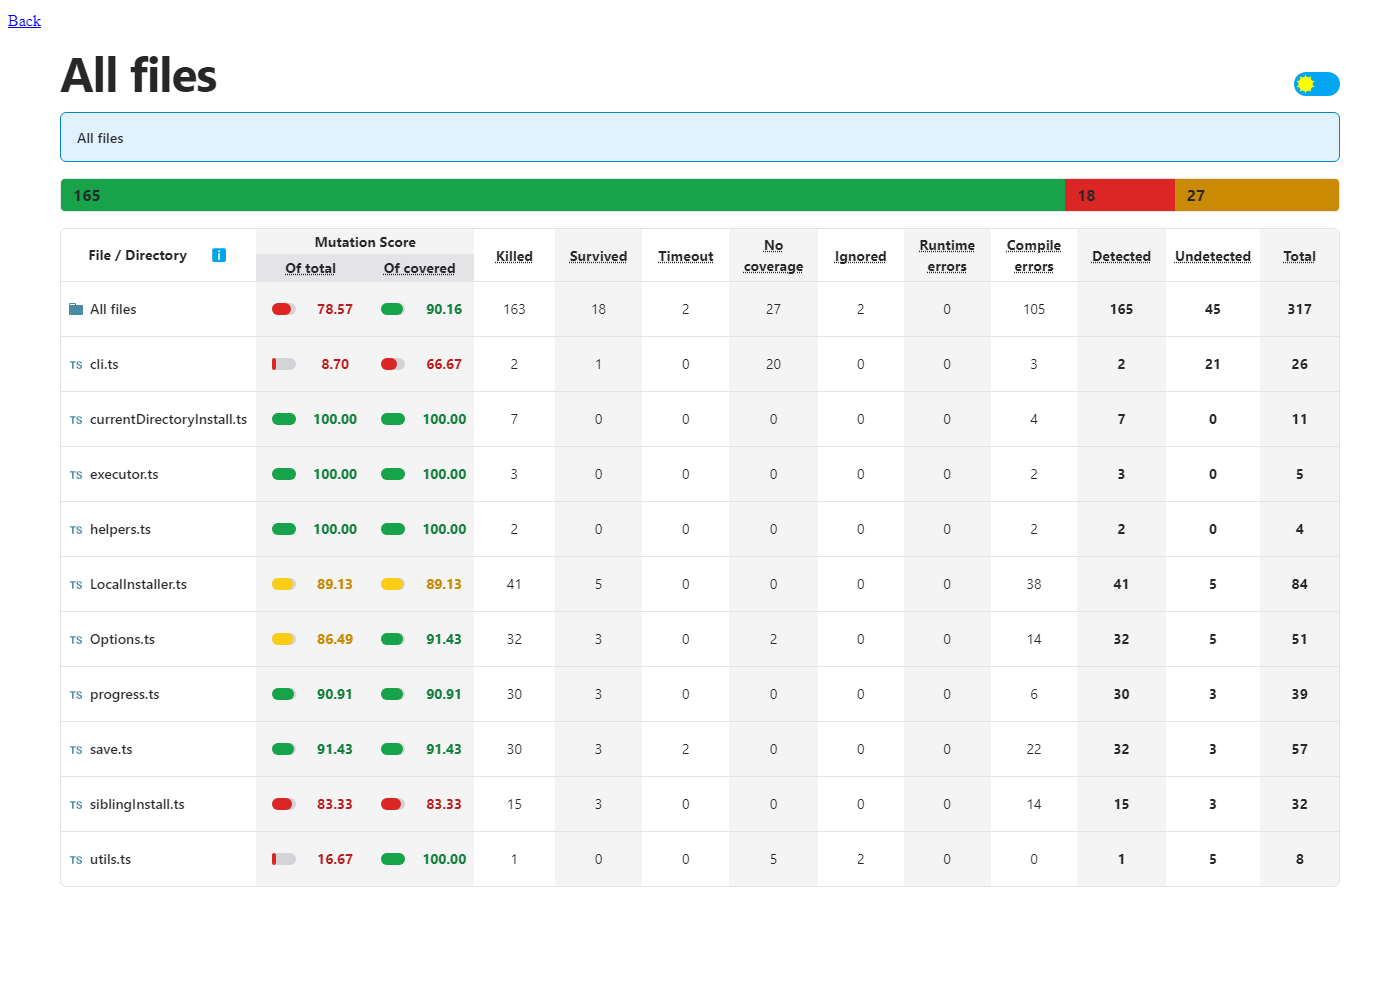 Back
All files
All files
165 18 27
File / Directory i Mutation Score Of total Of covered Killed Survived Timeout No coverage Ignored Runtime errors Compile errors Detected Undetected Total
All files 78.57 90.16 163 18 2 27 2 0 105 165 45 317
TS cli.ts 8.70 66.67 2 1 0 20 0 0 3 2 21 26
TS currentDirectoryInstall.ts 100.00 100.00 7 0 0 0 0 0 4 7 0 11
TS executor.ts 100.00 100.00 3 0 0 0 0 0 2 3 0 5
TS helpers.ts 100.00 100.00 2 0 0 0 0 0 2 2 0 4
TS LocalInstaller.ts 89.13 89.13 41 5 0 0 0 0 38 41 5 84
TS Options.ts 86.49 91.43 32 3 0 2 0 0 14 32 5 51
TS progress.ts 90.91 90.91 30 3 0 0 0 0 6 30 3 39
TS save.ts 91.43 91.43 30 3 2 0 0 0 22 32 3 57
TS siblingInstall.ts 83.33 83.33 15 3 0 0 0 0 14 15 3 32
TS utils.ts 16.67 100.00 1 0 0 5 2 0 0 1 5 8